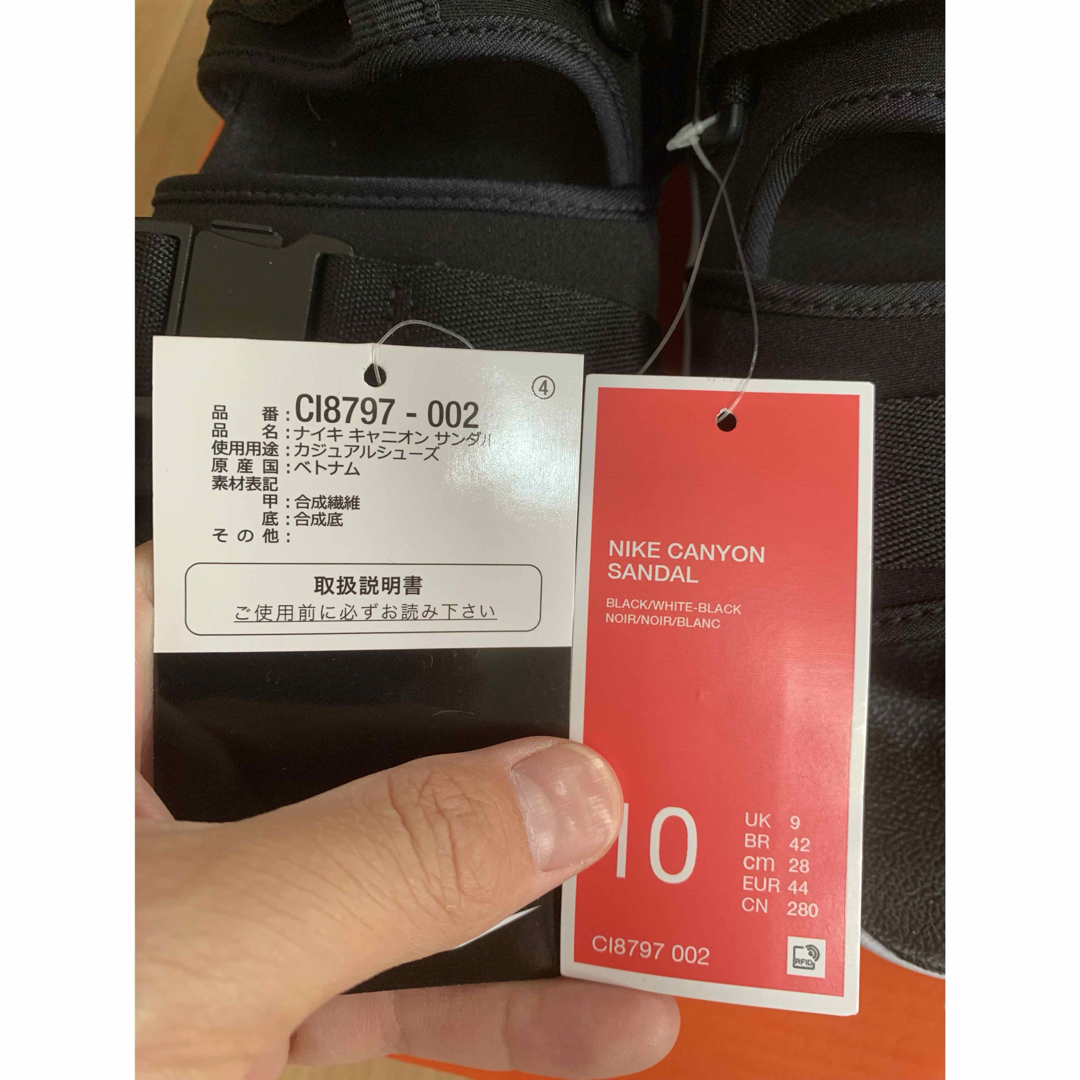 ④
品番：CI8797 - 002
品名：ナイキ キャニオン サンダル
使用用途：カジュアルシューズ
原産国：ベトナム
素材表記
甲：合成繊維
底：合成底
その他：
取扱説明書
ご使用前に必ずお読み下さい
NIKE CANYON
SANDAL
BLACK/WHITE-BLACK
NOIR/NOIR/BLANC
10
UK 9
BR 42
cm 28
EUR 44
CN 280
CI8797 002
RFID